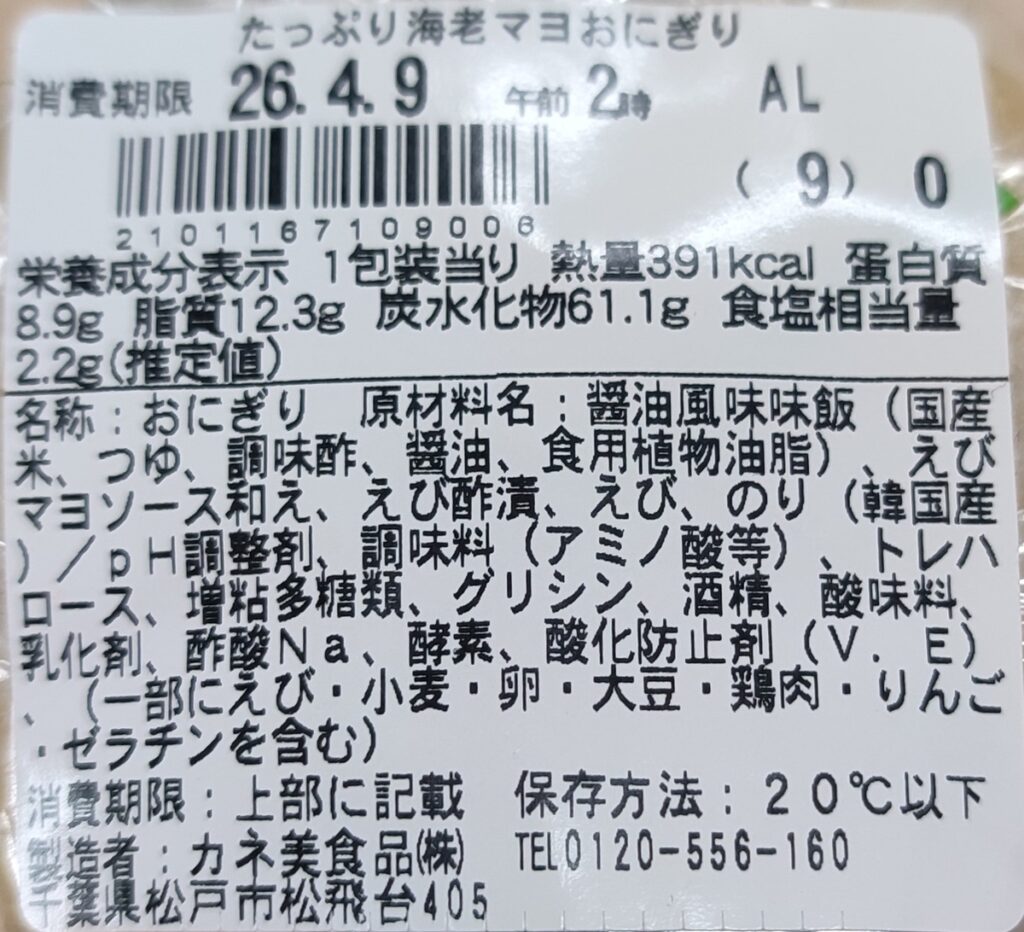 たっぷり海老マヨおにぎり
消費期限 26.4.9 午前 2時 AL
(9) 0
2101167109006
栄養成分表示 1包装当り 熱量391kcal 蛋白質
8.9g 脂質12.3g 炭水化物61.1g 食塩相当量
2.2g(推定値)
名称:おにぎり 原材料名:醤油風味味飯(国産
米、つゆ、調味酢、醤油、食用植物油脂)、えび
マヨソース和え、えび酢漬、えび、のり(韓国産
)/pH調整剤、調味料(アミノ酸等)、トレハ
ロース、増粘多糖類、グリシン、酒精、酸味料、
乳化剤、酢酸Na、酵素、酸化防止剤(V.E)
、(一部にえび・小麦・卵・大豆・鶏肉・りんご
・ゼラチンを含む)
消費期限:上部に記載 保存方法:20℃以下
製造者:カネ美食品㈱ TEL0120-556-160
千葉県松戸市松飛台405